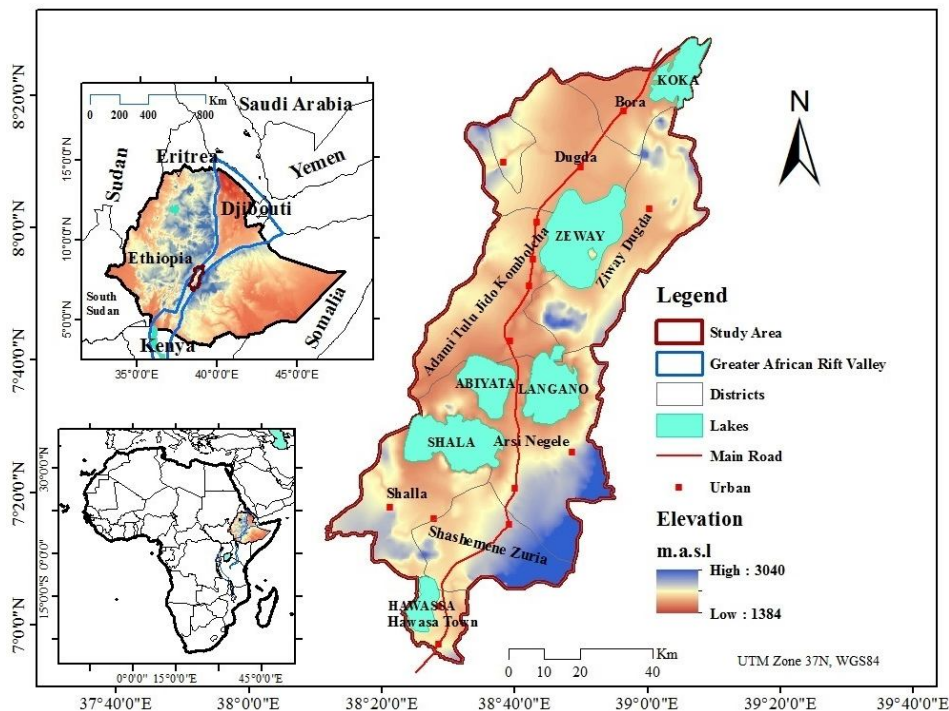 8°20'0"N
8°0'0"N
7°40'0"N
7°20'0"N
7°0'0"N
37°40'0"E
38°0'0"E
38°20'0"E
38°40'0"E
39°0'0"E
39°20'0"E
39°40'0"E
Km
0 200 400 800
Saudi Arabia
Sudan
Eritrea
Yemen
Djibouti
Ethiopia
South
Sudan
Somalia
Kenya
15°0'0"N
10°0'0"N
5°0'0"N
35°0'0"E
40°0'0"E
45°0'0"E
30°0'0"N
0°0'0"
15°0'0"S
0°0'0"
15°0'0"E
45°0'0"E
KOKA
Bora
Dugda
ZEWAY
Ziway Dugda
Adami Tulu Jido Kombolcha
ABIYATA
LANGANO
SHALA
Arsi Negele
Shalla
Shashemene Zuria
HAWASSA
Hawasa Town
N
Legend
Study Area
Greater African Rift Valley
Districts
Lakes
Main Road
Urban
Elevation
m.a.s.l
High : 3040
Low : 1384
Km
0 10 20 40
UTM Zone 37N, WGS84